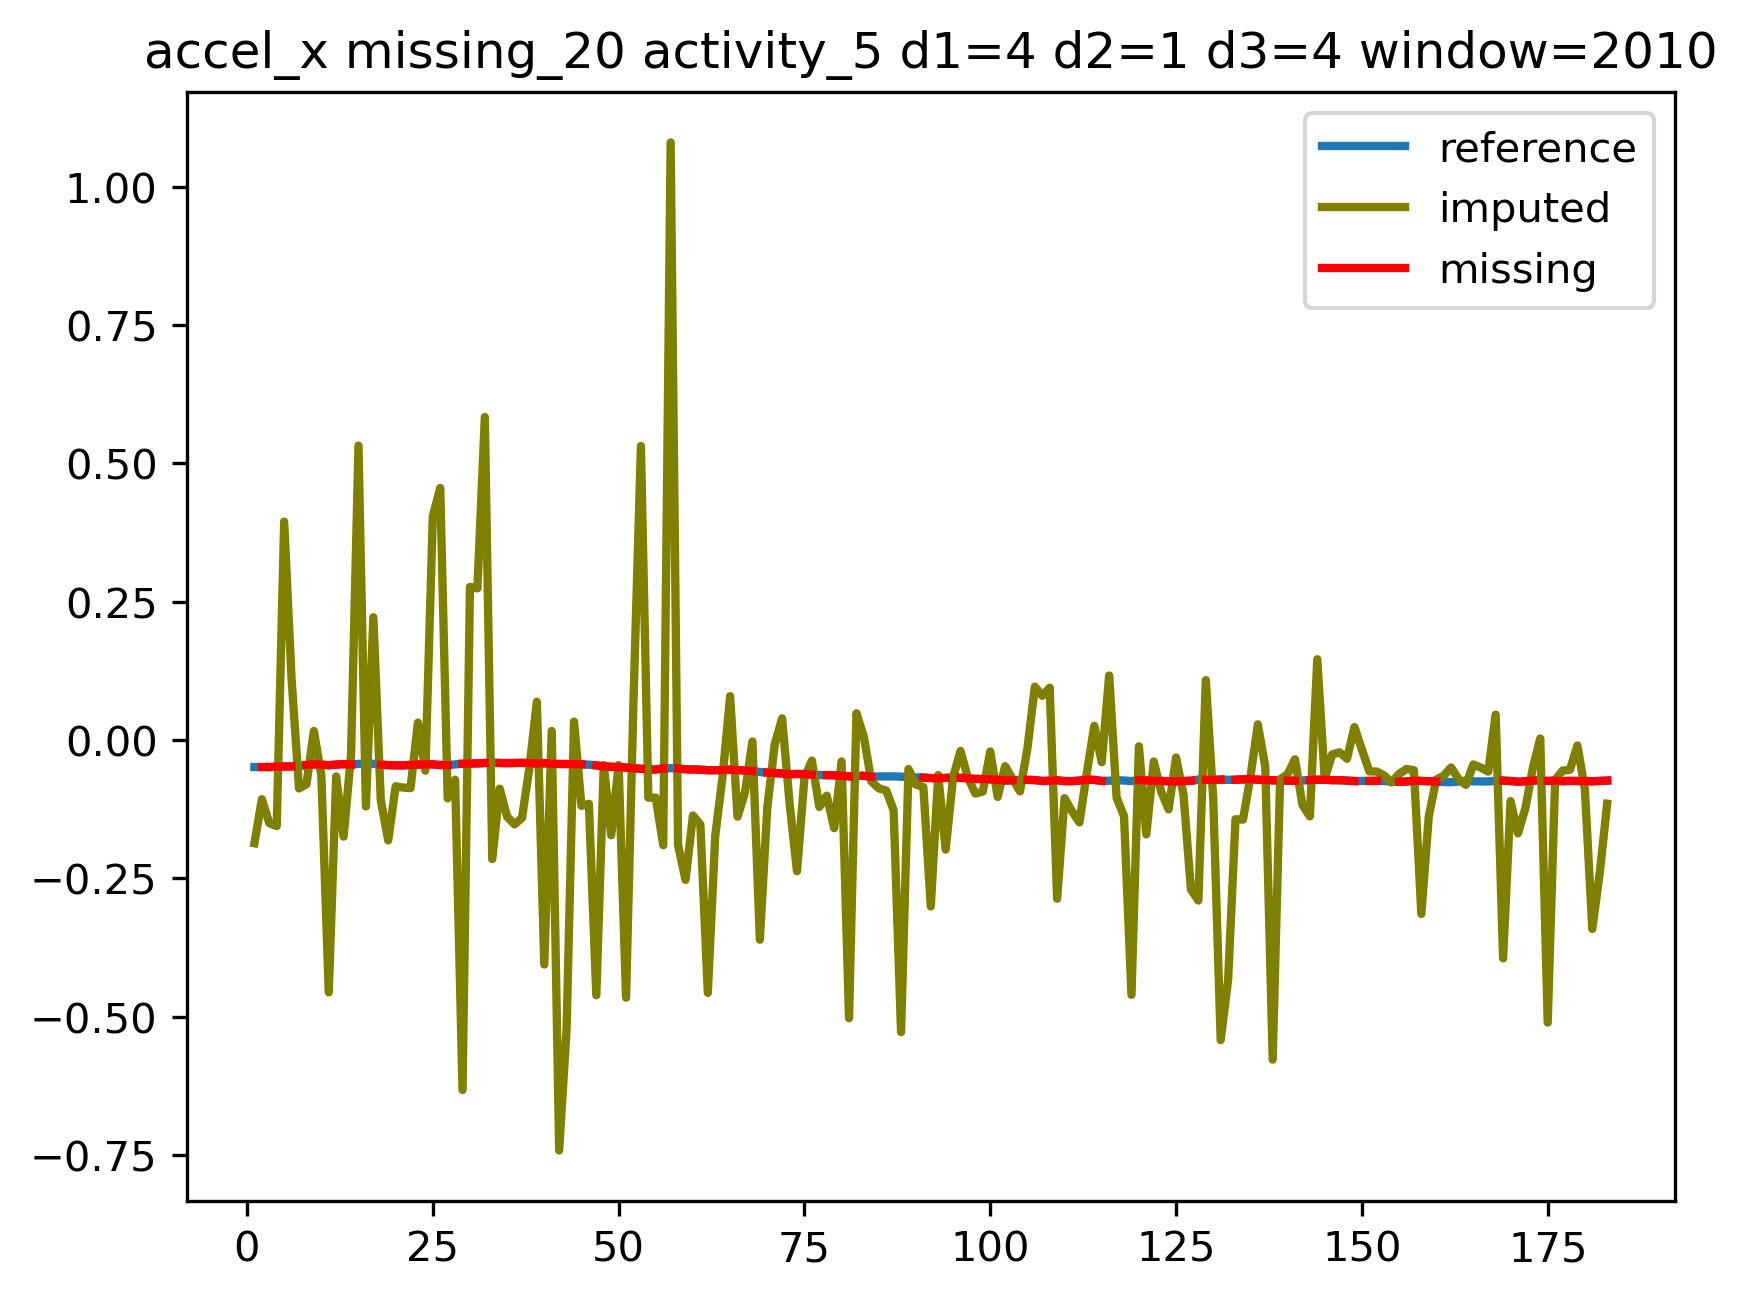 accel_x missing_20 activity_5 d1=4 d2=1 d3=4 window=2010
reference
imputed
missing
1.00
0.75
0.50
0.25
0.00
−0.25
−0.50
−0.75
0 25 50 75 100 125 150 175